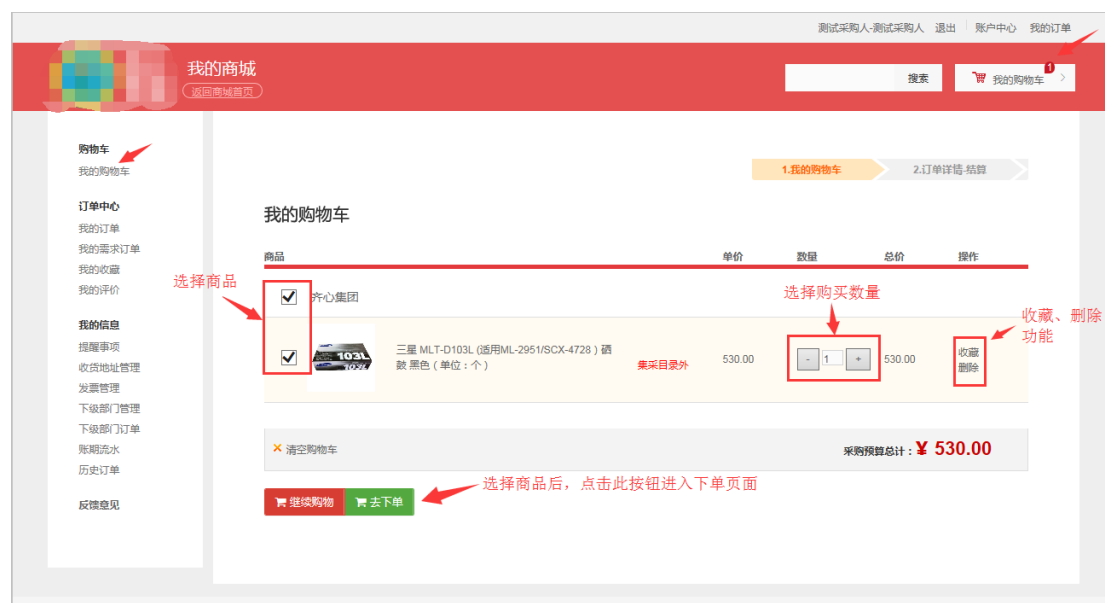 测试采购人-测试采购人 退出 账户中心 我的订单
我的商城
返回商城首页
搜索
我的购物车
1
购物车
我的购物车
订单中心
我的订单
我的需求订单
我的收藏
我的评价
我的信息
提醒事项
收货地址管理
发票管理
下级部门管理
下级部门订单
账期流水
历史订单
反馈意见
1.我的购物车 2.订单详情-结算
我的购物车
商品 单价 数量 总价 操作
选择商品
齐心集团
选择购买数量
收藏、删除
功能
103L
三星 MLT-D103L (适用ML-2951/SCX-4728 ) 硒
鼓 黑色 ( 单位 : 个 )
集采目录外
530.00
- 1 +
530.00
收藏
删除
清空购物车
采购预算总计 : ¥ 530.00
选择商品后，点击此按钮进入下单页面
继续购物 去下单